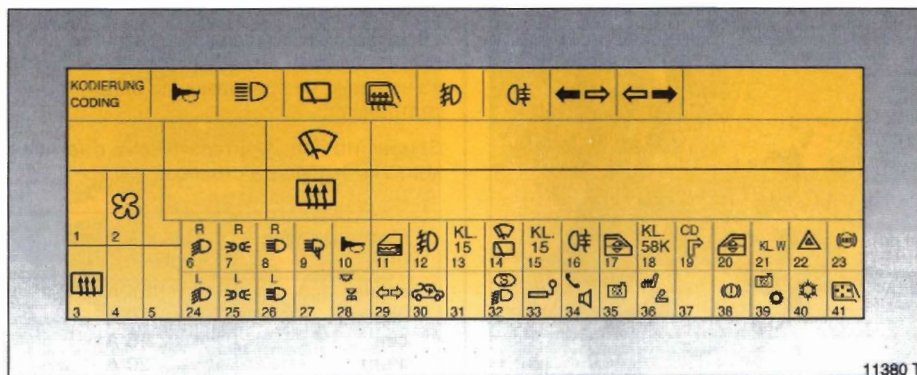 KODIERUNG
CODING
1 2
R R R KL. KL. KL. CD
15 15 58K KL W
6 7 8 9 10 11 12 13 14 15 16 17 18 19 20 21 22 23
L L L
3 4 5 24 25 26 27 28 29 30 31 32 33 34 35 36 37 38 39 40 41
11380 T